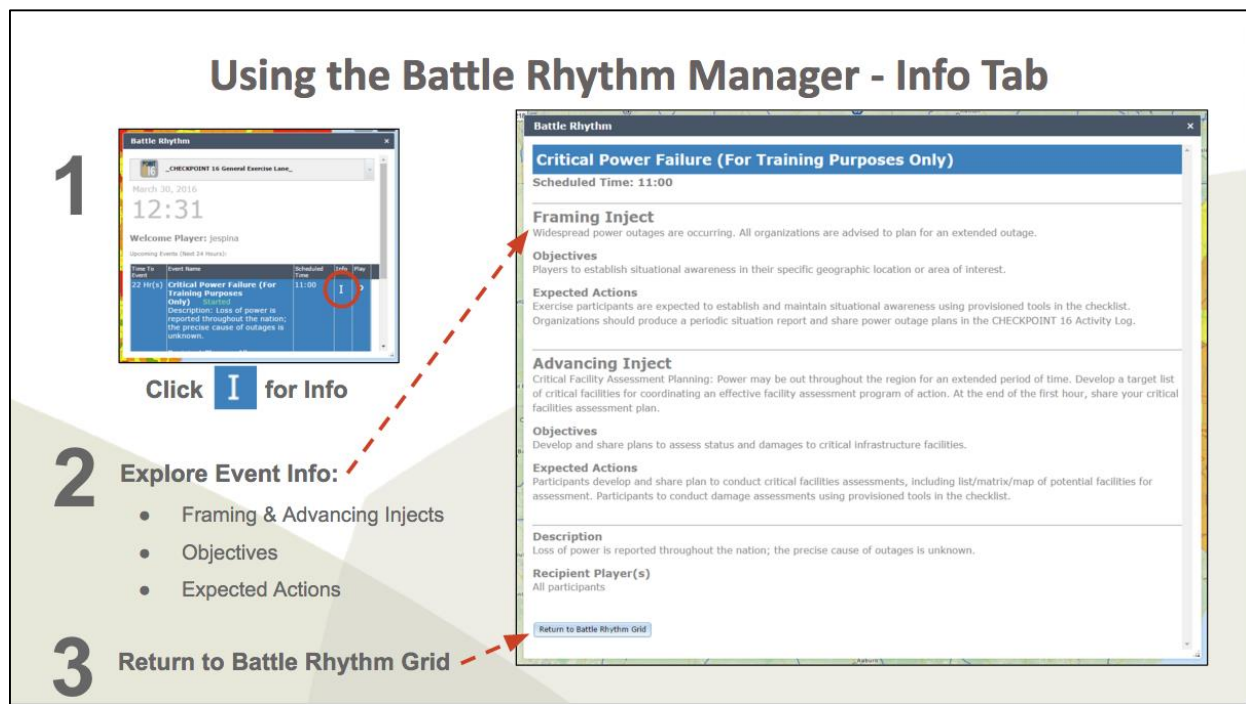 Using the Battle Rhythm Manager - Info Tab
1
Battle Rhythm
×
POINT
16
_CHECKPOINT 16 General Exercise Lane_
March 30, 2016
12:31
Welcome Player: jespina
Upcoming Events (Next 24 Hours):
Time To Event
Event Name
Scheduled Time
Info
Play
22 Hr(s)
Critical Power Failure (For
Training Purposes
Only) Started
Description: Loss of power is
reported throughout the nation;
the precise cause of outages is
unknown.
11:00
I
Click I for Info
2
Explore Event Info:
● Framing & Advancing Injects
● Objectives
● Expected Actions
3
Return to Battle Rhythm Grid
Battle Rhythm
×
Critical Power Failure (For Training Purposes Only)
Scheduled Time: 11:00
Framing Inject
Widespread power outages are occurring. All organizations are advised to plan for an extended outage.
Objectives
Players to establish situational awareness in their specific geographic location or area of interest.
Expected Actions
Exercise participants are expected to establish and maintain situational awareness using provisioned tools in the checklist.
Organizations should produce a periodic situation report and share power outage plans in the CHECKPOINT 16 Activity Log.
Advancing Inject
Critical Facility Assessment Planning: Power may be out throughout the region for an extended period of time. Develop a target list
of critical facilities for coordinating an effective facility assessment program of action. At the end of the first hour, share your critical
facilities assessment plan.
Objectives
Develop and share plans to assess status and damages to critical infrastructure facilities.
Expected Actions
Participants develop and share plan to conduct critical facilities assessments, including list/matrix/map of potential facilities for
assessment. Participants to conduct damage assessments using provisioned tools in the checklist.
Description
Loss of power is reported throughout the nation; the precise cause of outages is unknown.
Recipient Player(s)
All participants
Return to Battle Rhythm Grid